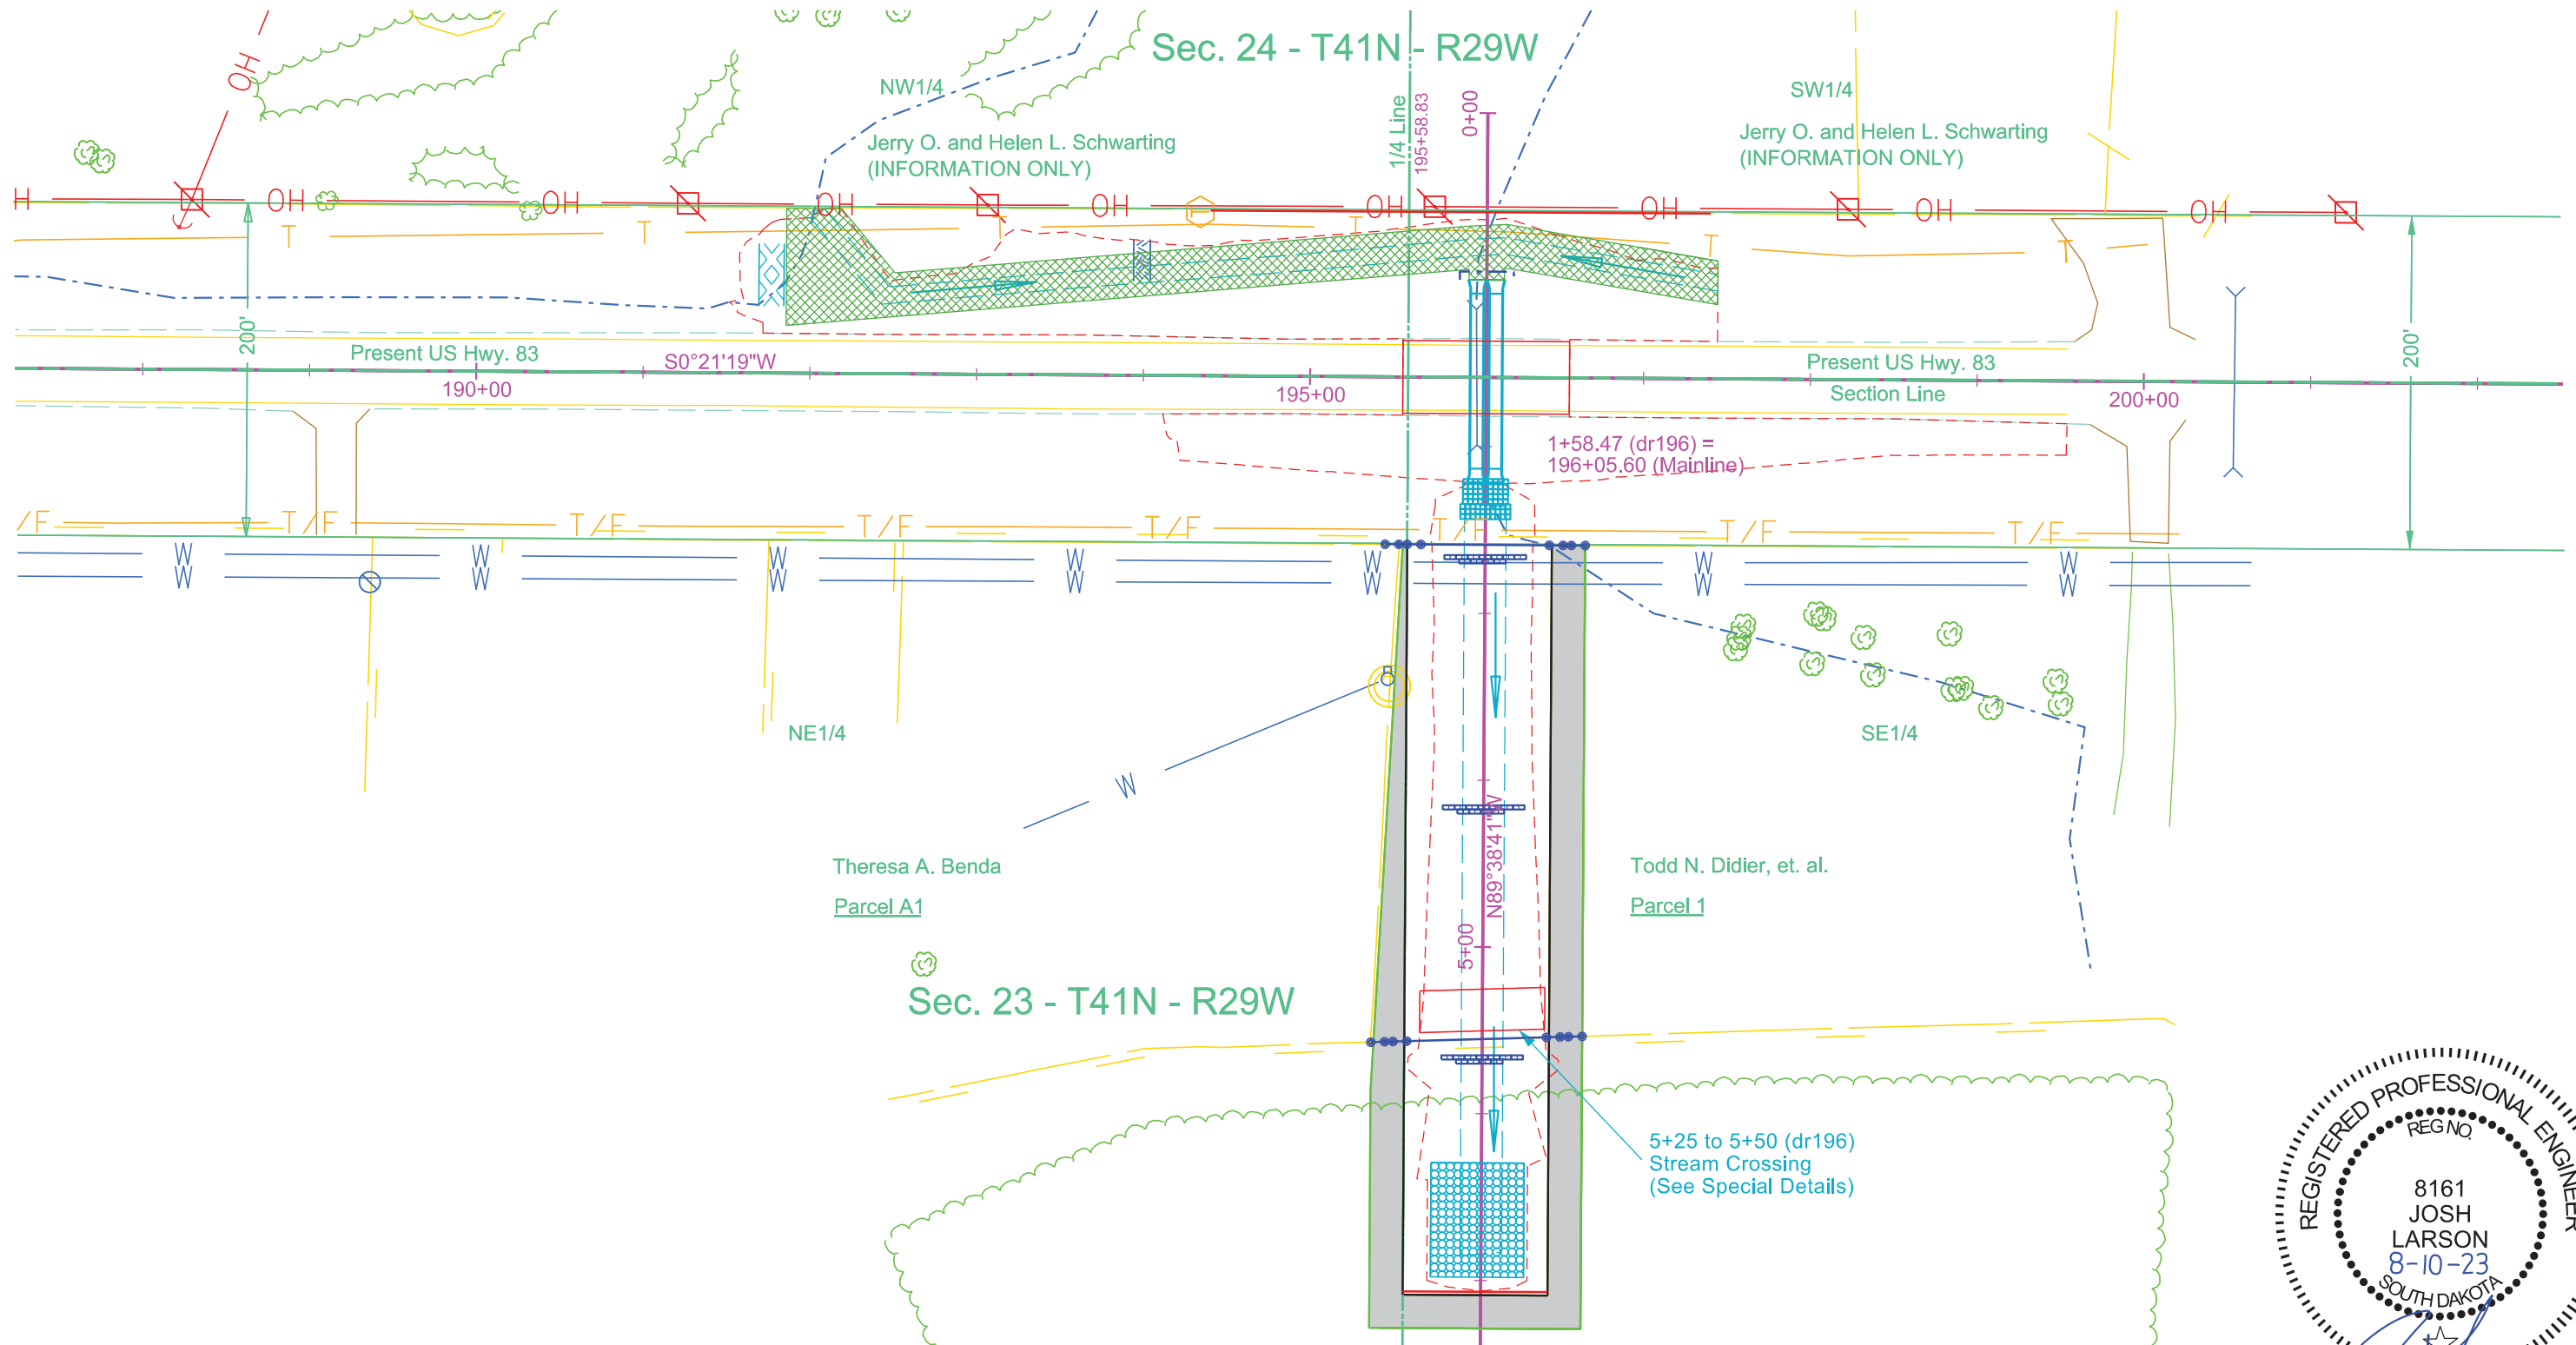 Sec. 24 - T41N - R29W
OH
NW1/4
SW1/4
1/4 Line
195+58.83
0+00
Jerry O. and Helen L. Schwarting
(INFORMATION ONLY)
Jerry O. and Helen L. Schwarting
(INFORMATION ONLY)
H OH OH OH OH OH OH OH OH
T T T T T T T
200'
200'
Present US Hwy. 83
S0°21'19"W
Present US Hwy. 83
190+00
195+00
Section Line
200+00
1+58.47 (dr196) =
196+05.60 (Mainline)
/F T/F T/F T/F T/F T/F T/F T/F
W W W W W W W
W W W W W W W
NE1/4
SE1/4
W
N89°38'41"W
Theresa A. Benda
Parcel A1
Todd N. Didier, et. al.
Parcel 1
5+00
Sec. 23 - T41N - R29W
5+25 to 5+50 (dr196)
Stream Crossing
(See Special Details)
REGISTERED PROFESSIONAL ENGINEER
REG NO.
8161
JOSH
LARSON
8-10-23
SOUTH DAKOTA